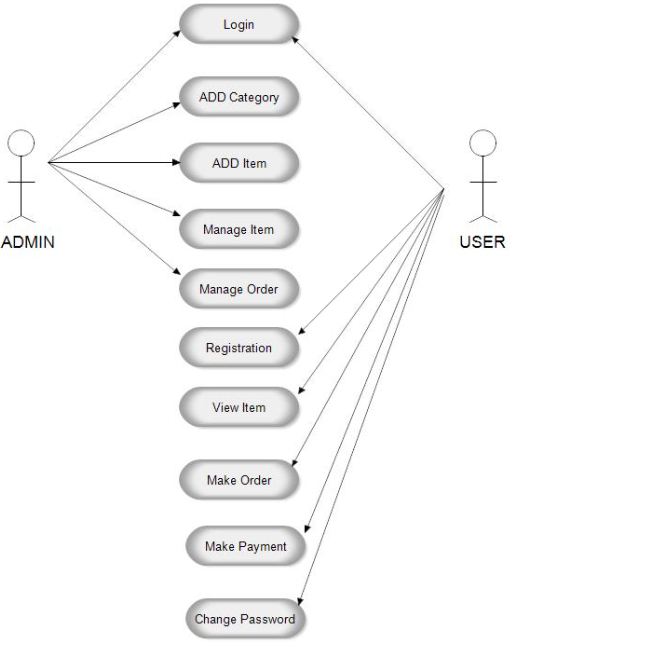 Login
ADD Category
ADD Item
Manage Item
ADMIN
USER
Manage Order
Registration
View Item
Make Order
Make Payment
Change Password